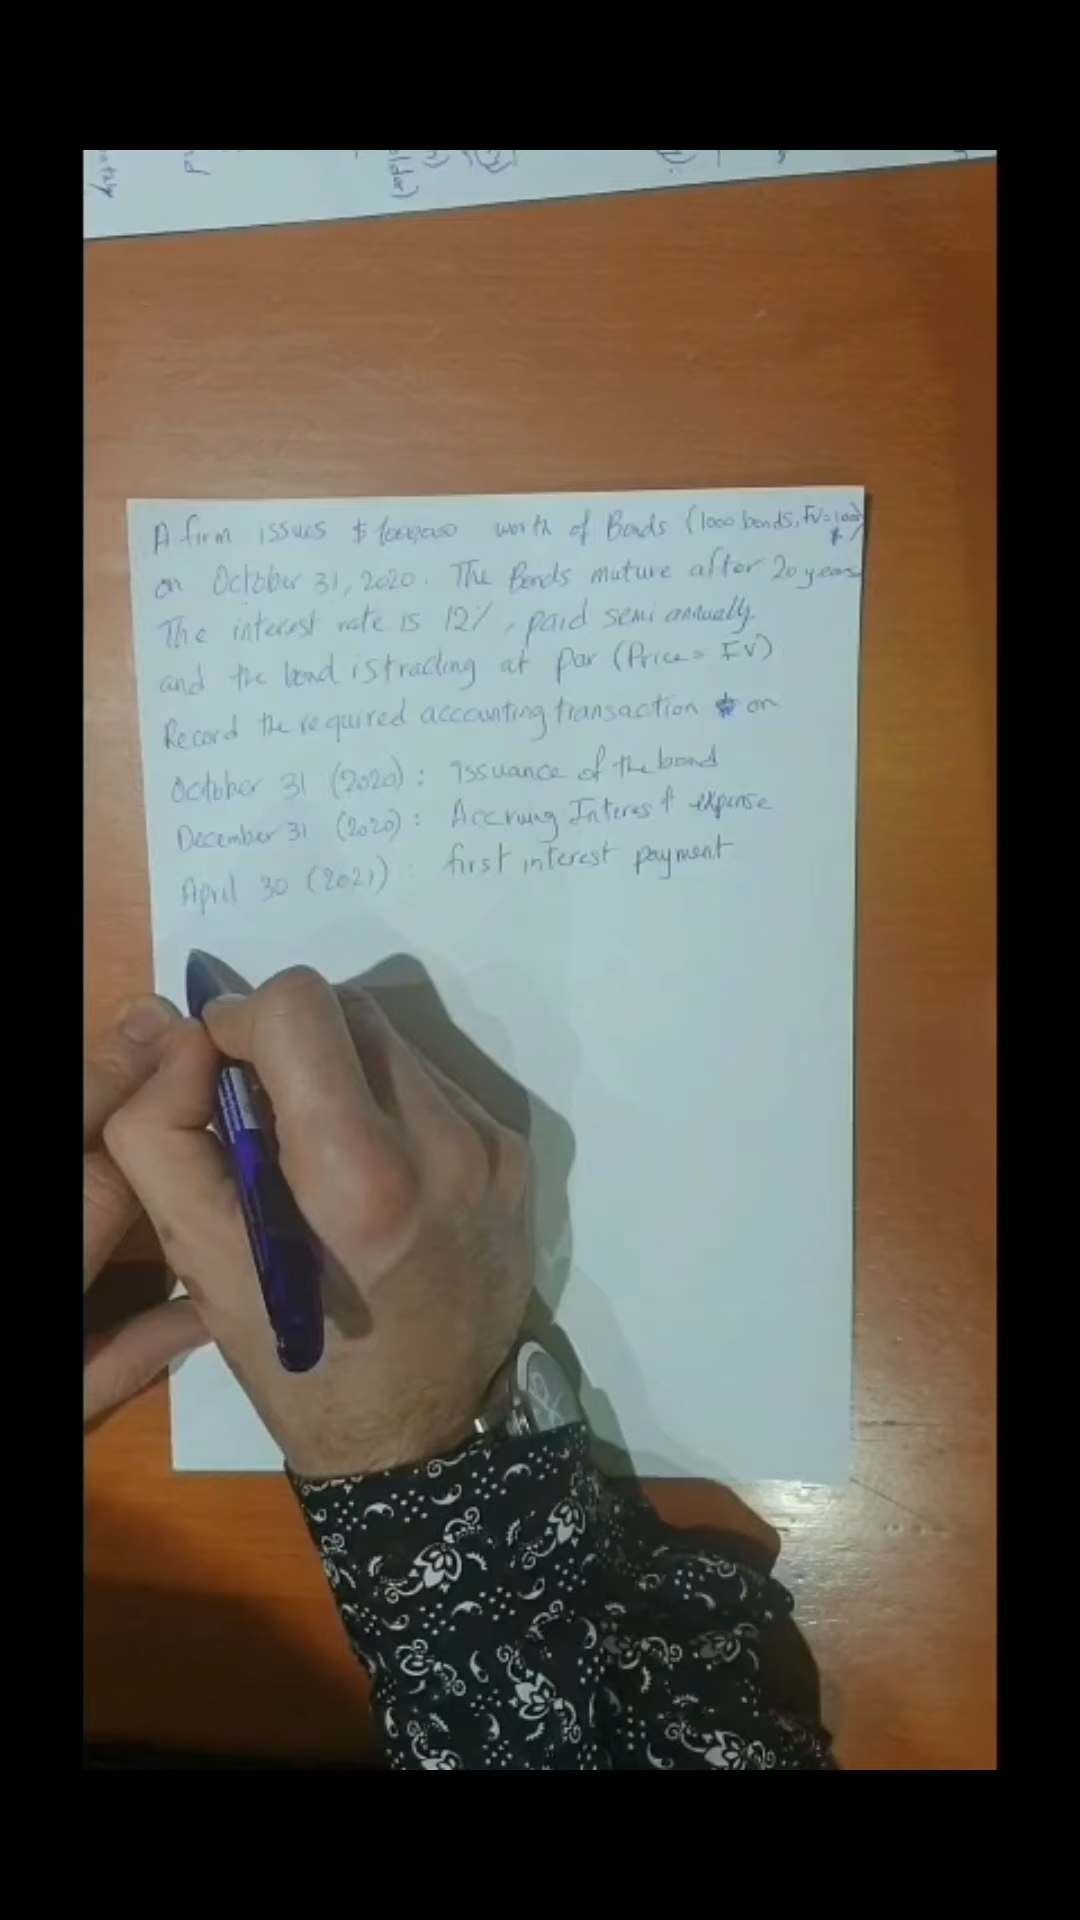 A firm issues $ 1000,000 worth of Bonds (1000 bonds, FV=1000$)
on October 31, 2020. The Bonds muture after 20 years
The interest rate is 12%, paid semi annually
and the bond is trading at par (Price = FV)
Record the required accounting transaction on
October 31 (2020): Issuance of the bond
December 31 (2020): Accruing Interest expense
April 30 (2021): first interest payment